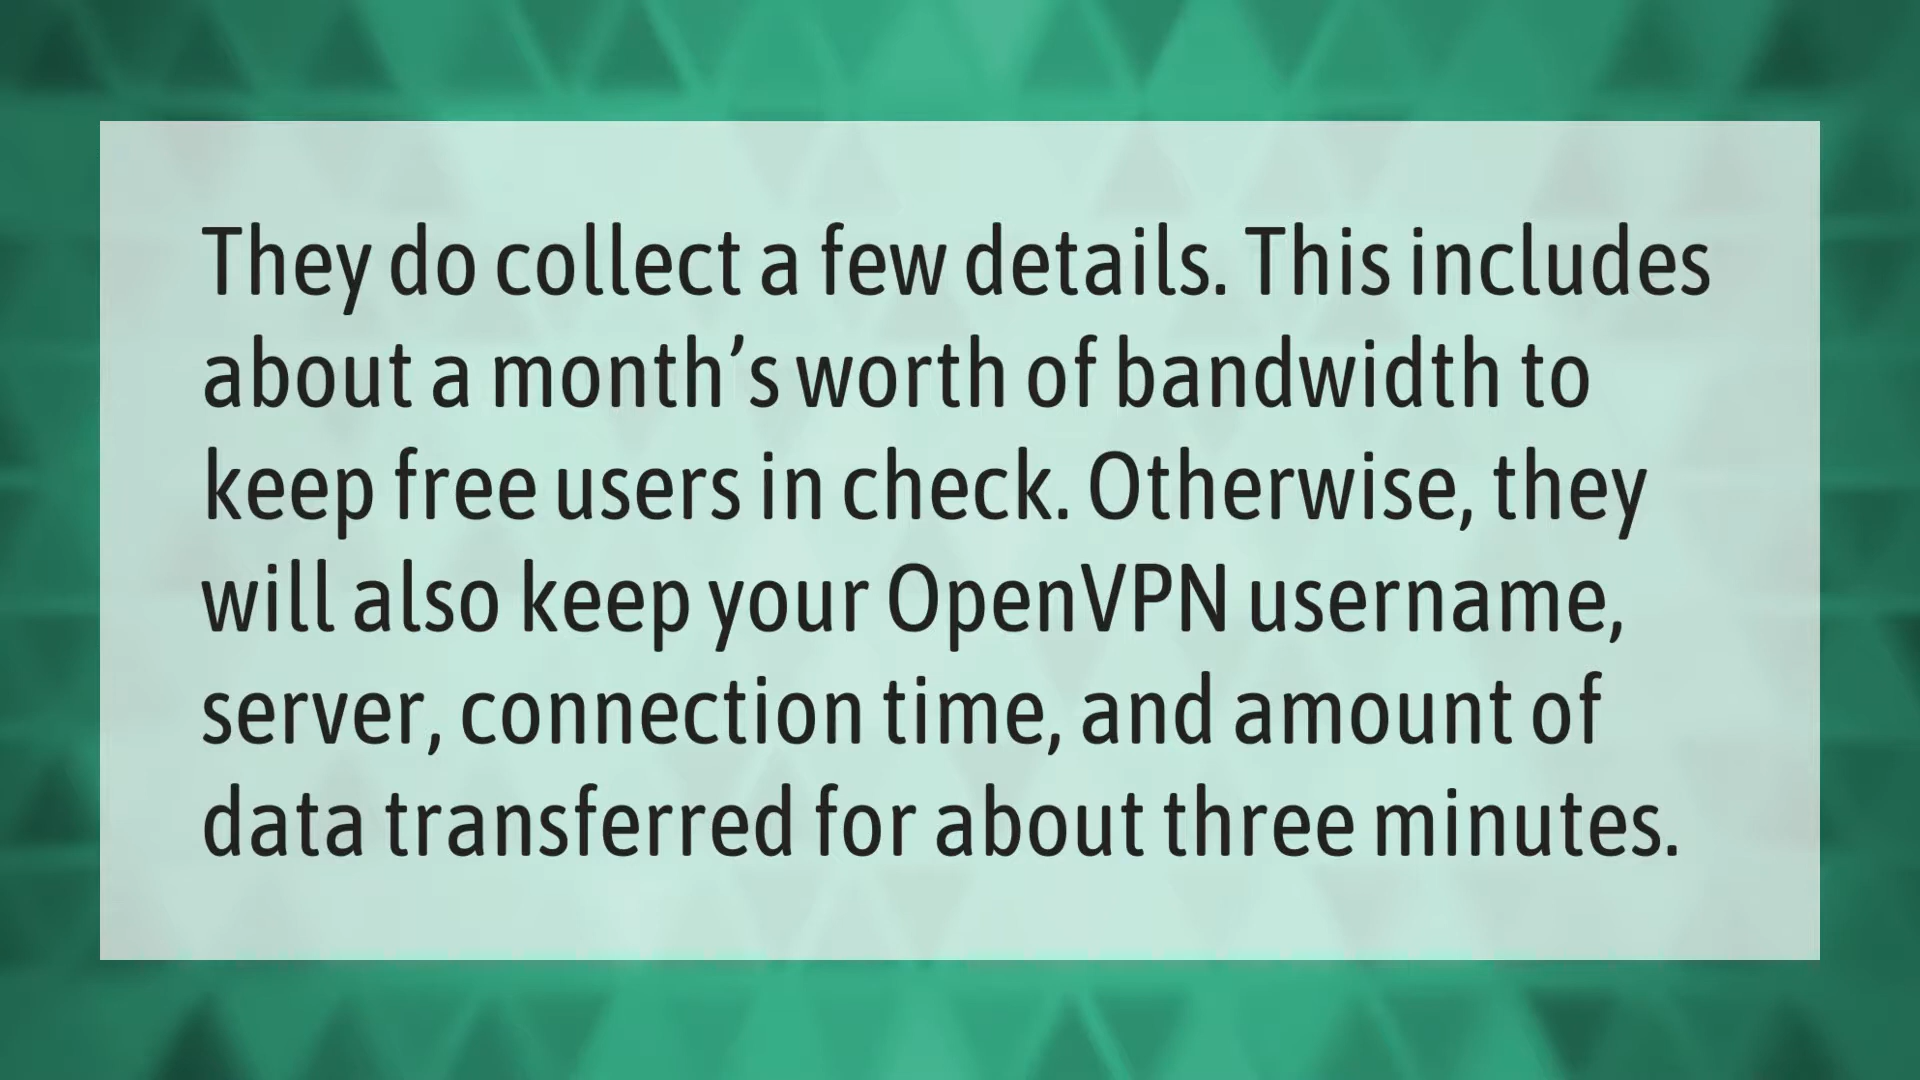 They do collect a few details. This includes
about a month’s worth of bandwidth to
keep free users in check. Otherwise, they
will also keep your OpenVPN username,
server, connection time, and amount of
data transferred for about three minutes.